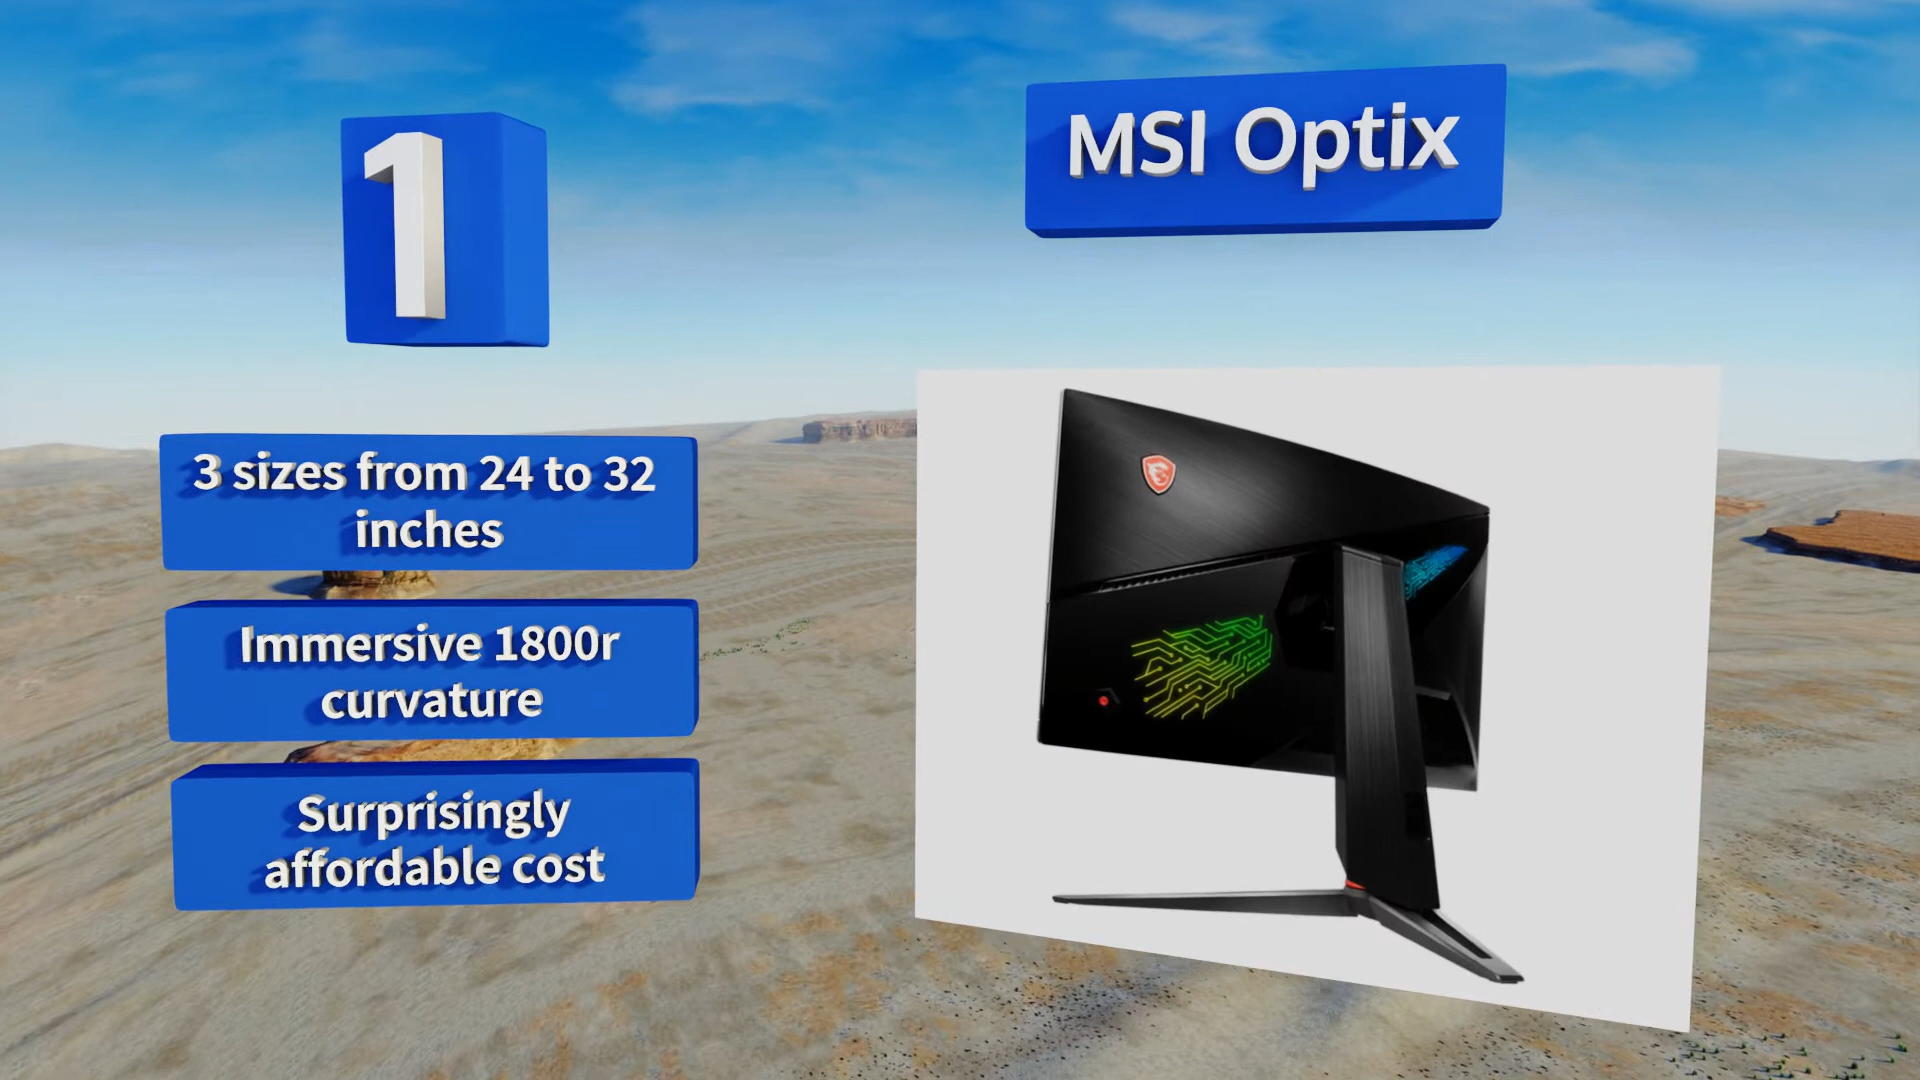 1
MSI Optix
3 sizes from 24 to 32
inches
Immersive 1800r
curvature
Surprisingly
affordable cost